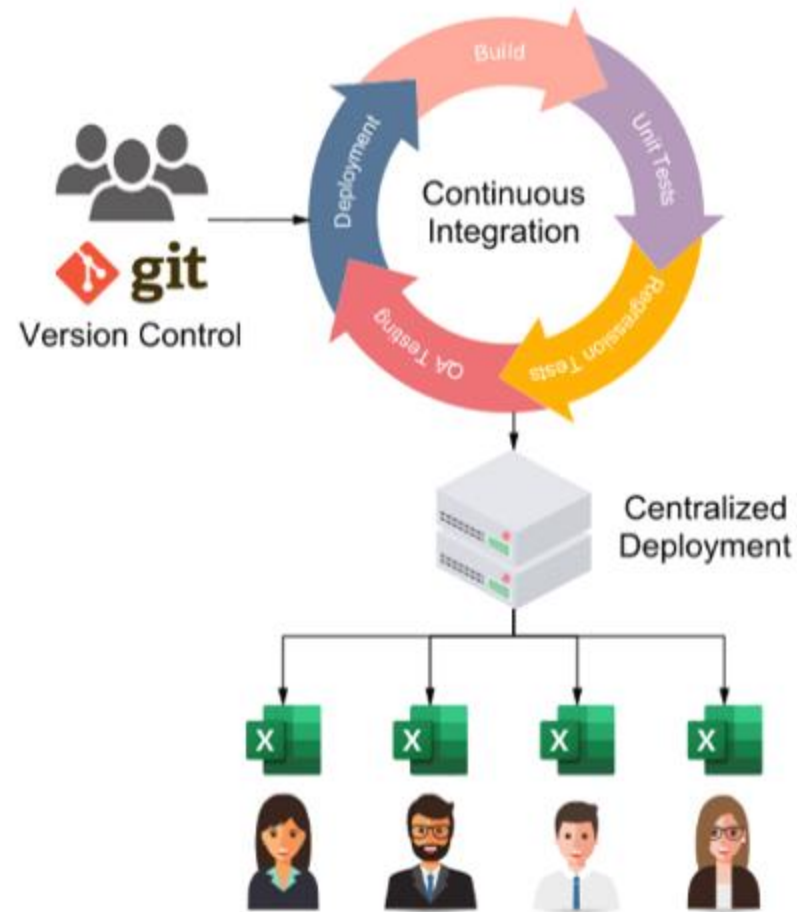 Build
Unit Tests
Deployment
Continuous
Integration
git
Version Control
Regression Tests
QA Testing
Centralized
Deployment
X
X
X
X